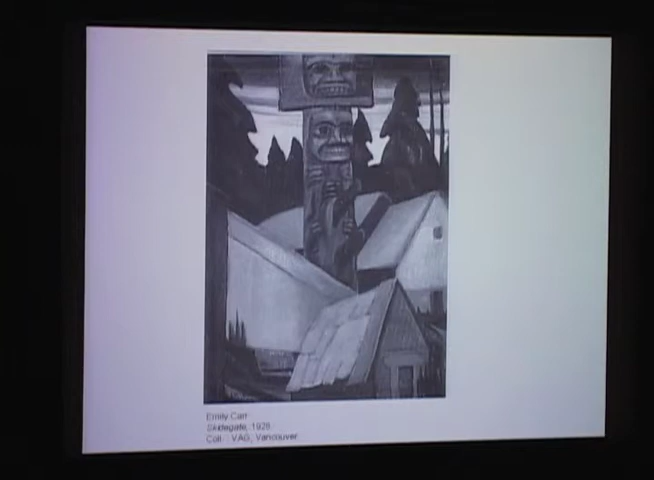 Emily Carr
Skidegate, 1928
Coll. : VAG, Vancouver